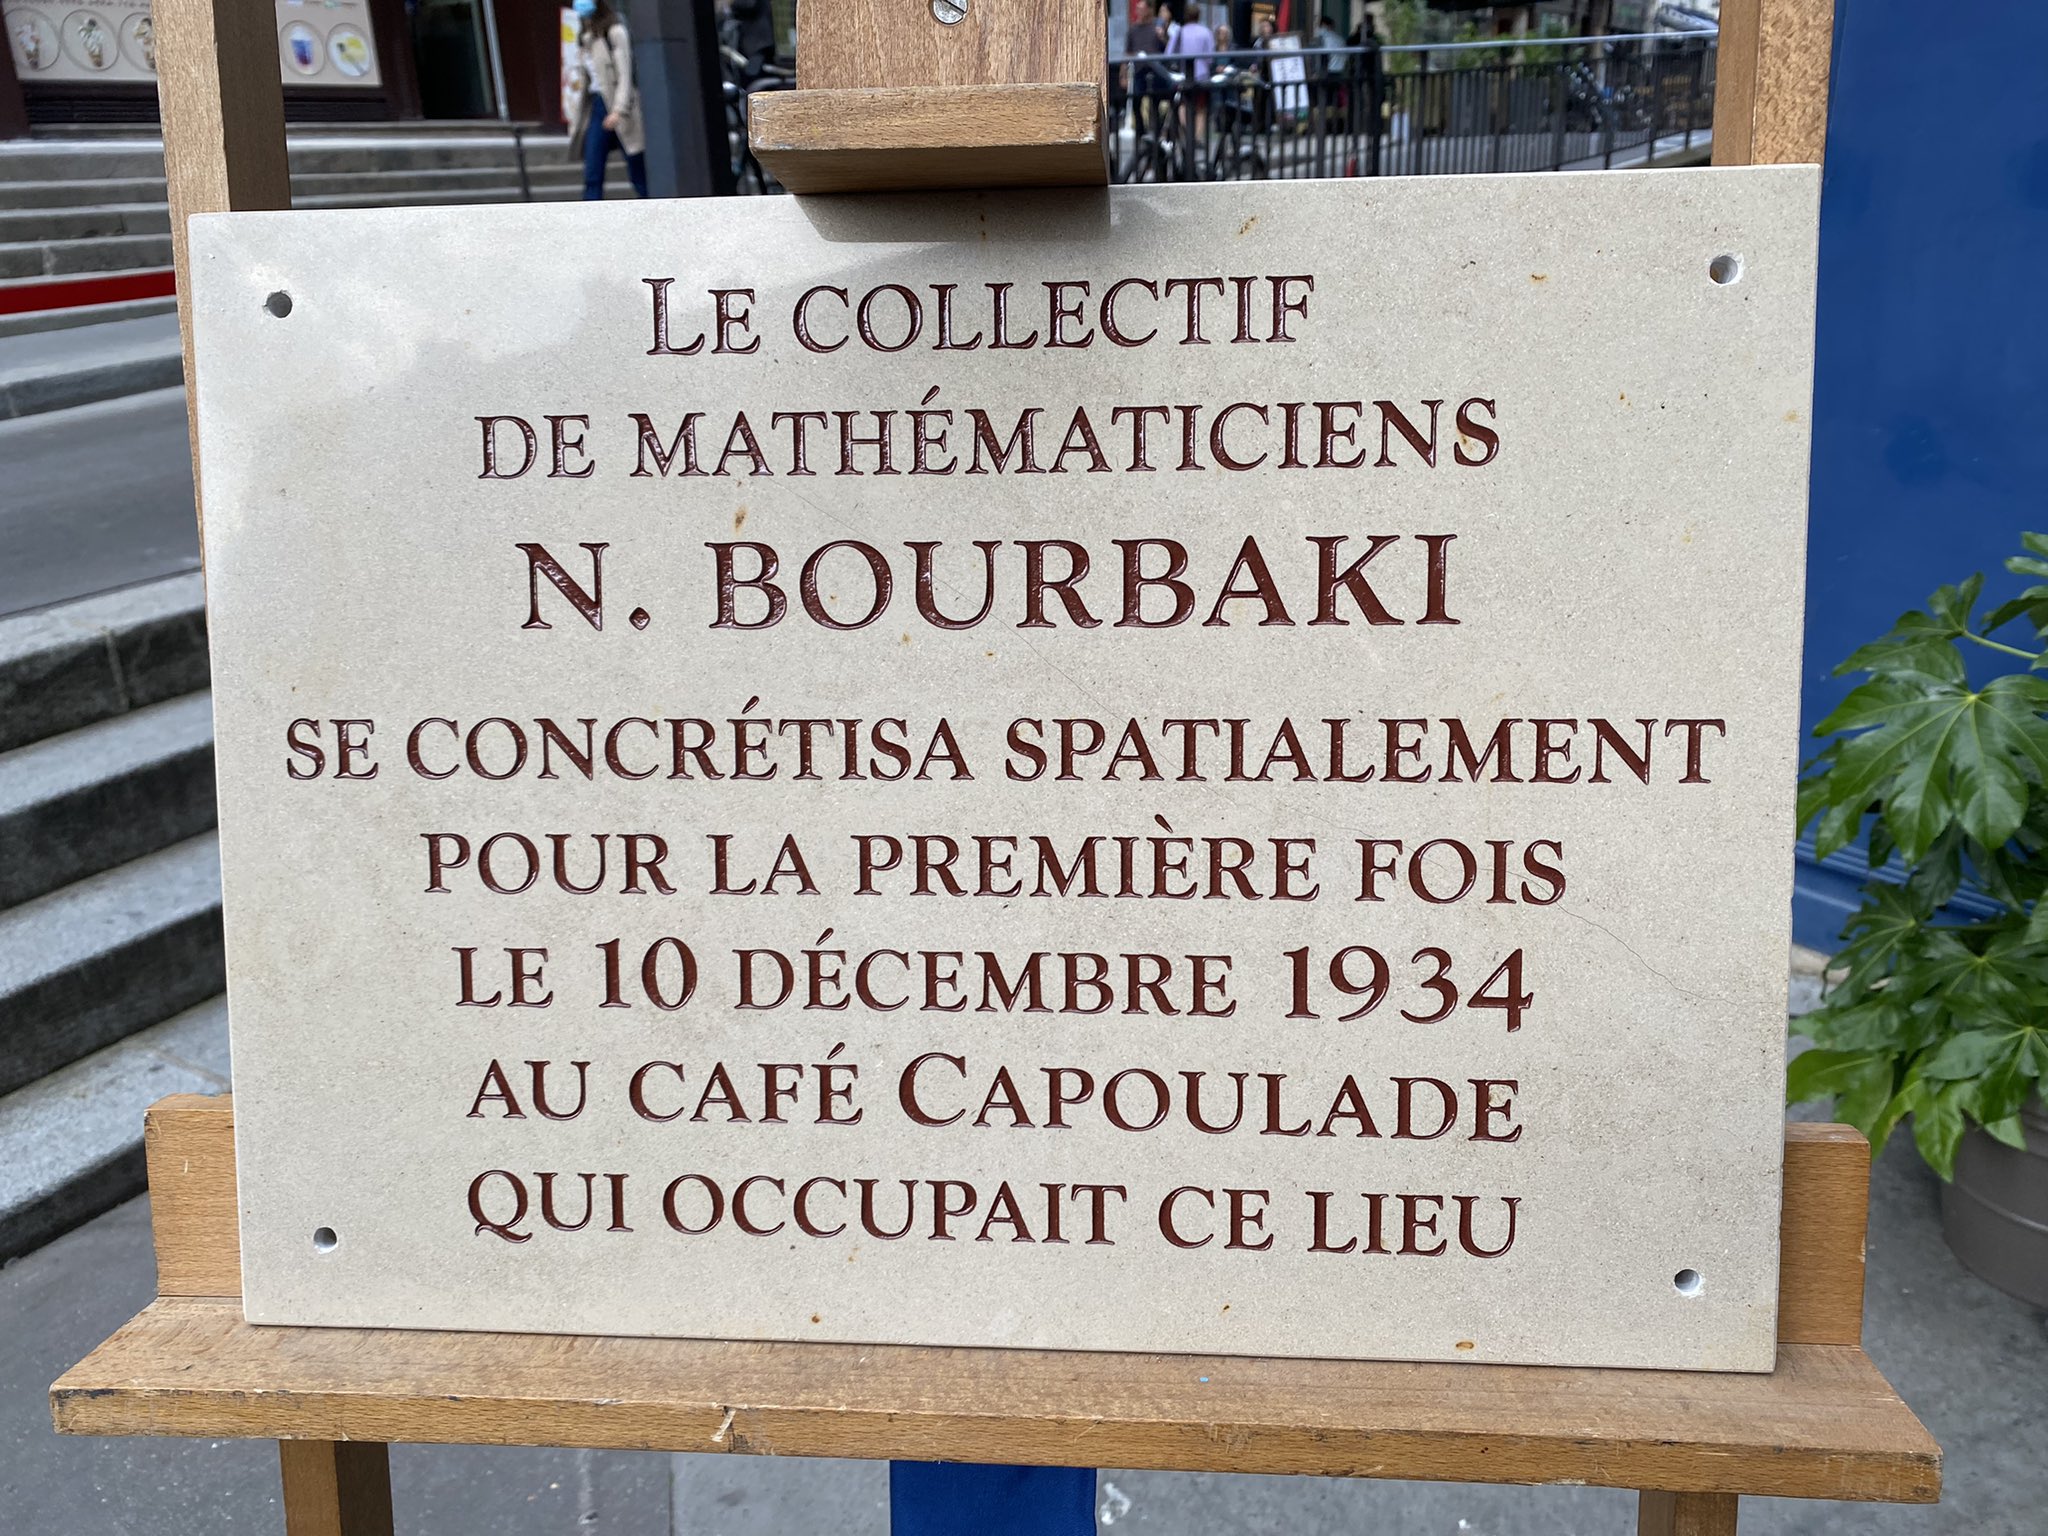 LE COLLECTIF
DE MATHÉMATICIENS
N. BOURBAKI
SE CONCRÉTISA SPATIALEMENT
POUR LA PREMIÈRE FOIS
LE 10 DÉCEMBRE 1934
AU CAFÉ CAPOULADE
QUI OCCUPAIT CE LIEU